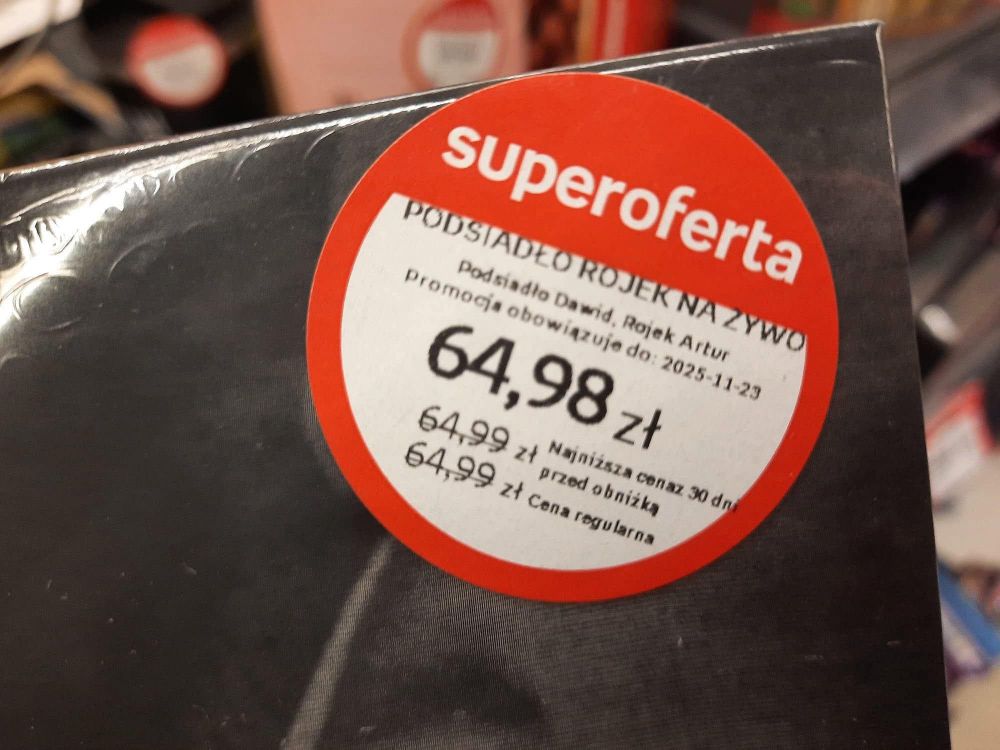 superoferta
PODSIADŁO ROJEK NA ŻYWO
Podsiadło Dawid, Rojek Artur
Promocja obowiązuje do: 2025-11-23
64,98 zł
64,99 zł Najniższa cena z 30 dni
przed obniżką
64,99 zł Cena regularna